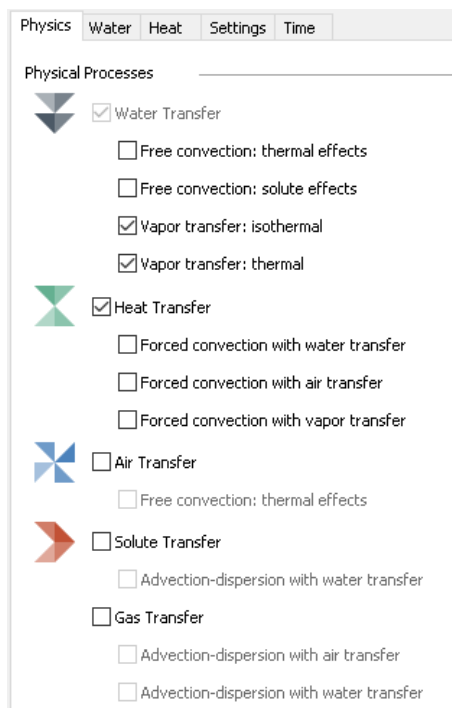 Physics Water Heat Settings Time
Physical Processes
Water Transfer
Free convection: thermal effects
Free convection: solute effects
Vapor transfer: isothermal
Vapor transfer: thermal
Heat Transfer
Forced convection with water transfer
Forced convection with air transfer
Forced convection with vapor transfer
Air Transfer
Free convection: thermal effects
Solute Transfer
Advection-dispersion with water transfer
Gas Transfer
Advection-dispersion with air transfer
Advection-dispersion with water transfer